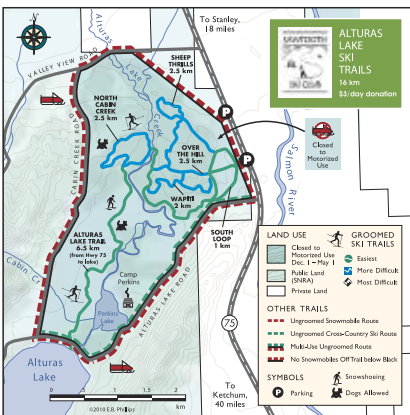 To Stanley,
18 miles
ALTURAS
LAKE
SKI
TRAILS
16 km
$3/day donation
Alturas Lake Creek
VALLEY VIEW ROAD
SHEEP
THRILLS
2.5 km
NORTH
CABIN
CREEK
2.5 km
OVER
THE HILL
2.5 km
WAPITI
2 km
P
P
Closed to
Motorized
Use
CABIN CREEK ROAD
Salmon River
ALTURAS
LAKE TRAIL
6.5 km
(from Hwy 75
to lake)
SOUTH
LOOP
1 km
Cabin Cr
Camp
Perkins
Perkins
Lake
ALTURAS LAKE ROAD
75
Alturas
Lake
To
Ketchum,
40 miles
0 .5 1 2
km
©2010 E.B. Phillips
LAND USE
Closed to
Motorized Use
Dec. 1 – May 1
Public Land
(SNRA)
Private Land
GROOMED
SKI TRAILS
Easiest
More Difficult
Most Difficult
OTHER TRAILS
Ungroomed Snowmobile Route
Ungroomed Cross-Country Ski Route
Multi-Use Ungroomed Route
No Snowmobiles Off Trail below Black
SYMBOLS
P Parking
Snowshoeing
Dogs Allowed